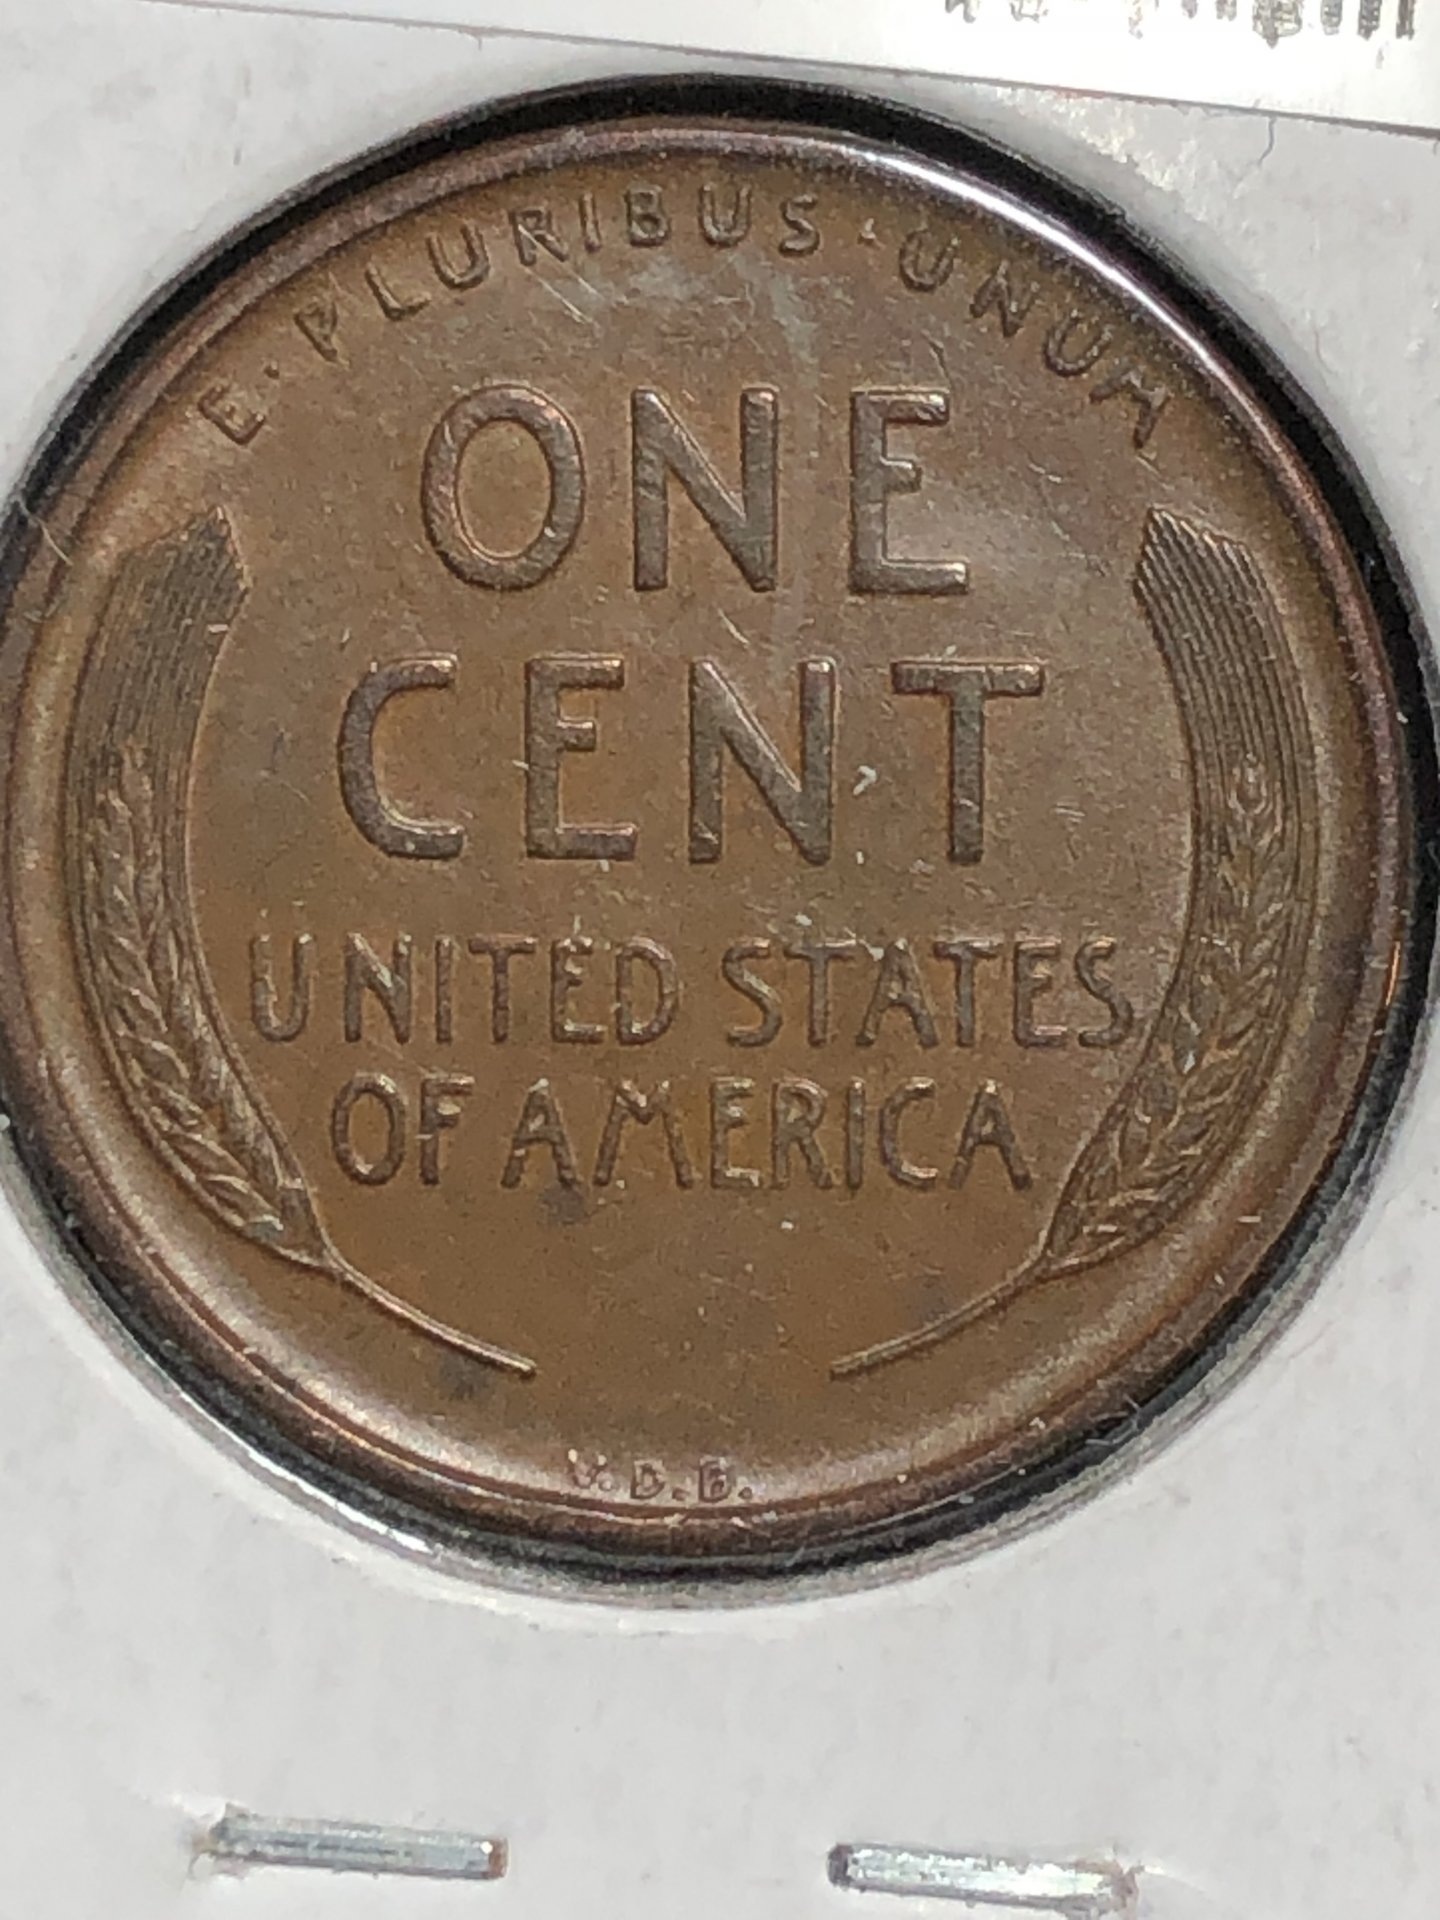 E · PLURIBUS · UNUM
ONE
CENT
UNITED STATES
OF AMERICA
V.D.B.